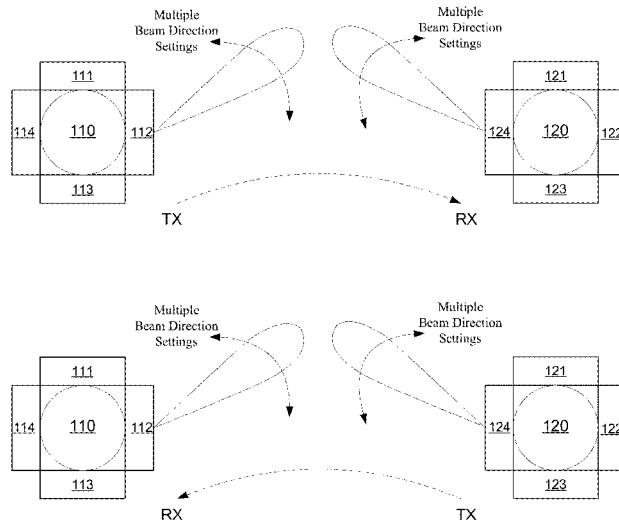 Multiple
Beam Direction
Settings
Multiple
Beam Direction
Settings
111
114
110
112
113
121
124
120
122
123
TX
RX
Multiple
Beam Direction
Settings
Multiple
Beam Direction
Settings
111
114
110
112
113
121
124
120
122
123
RX
TX